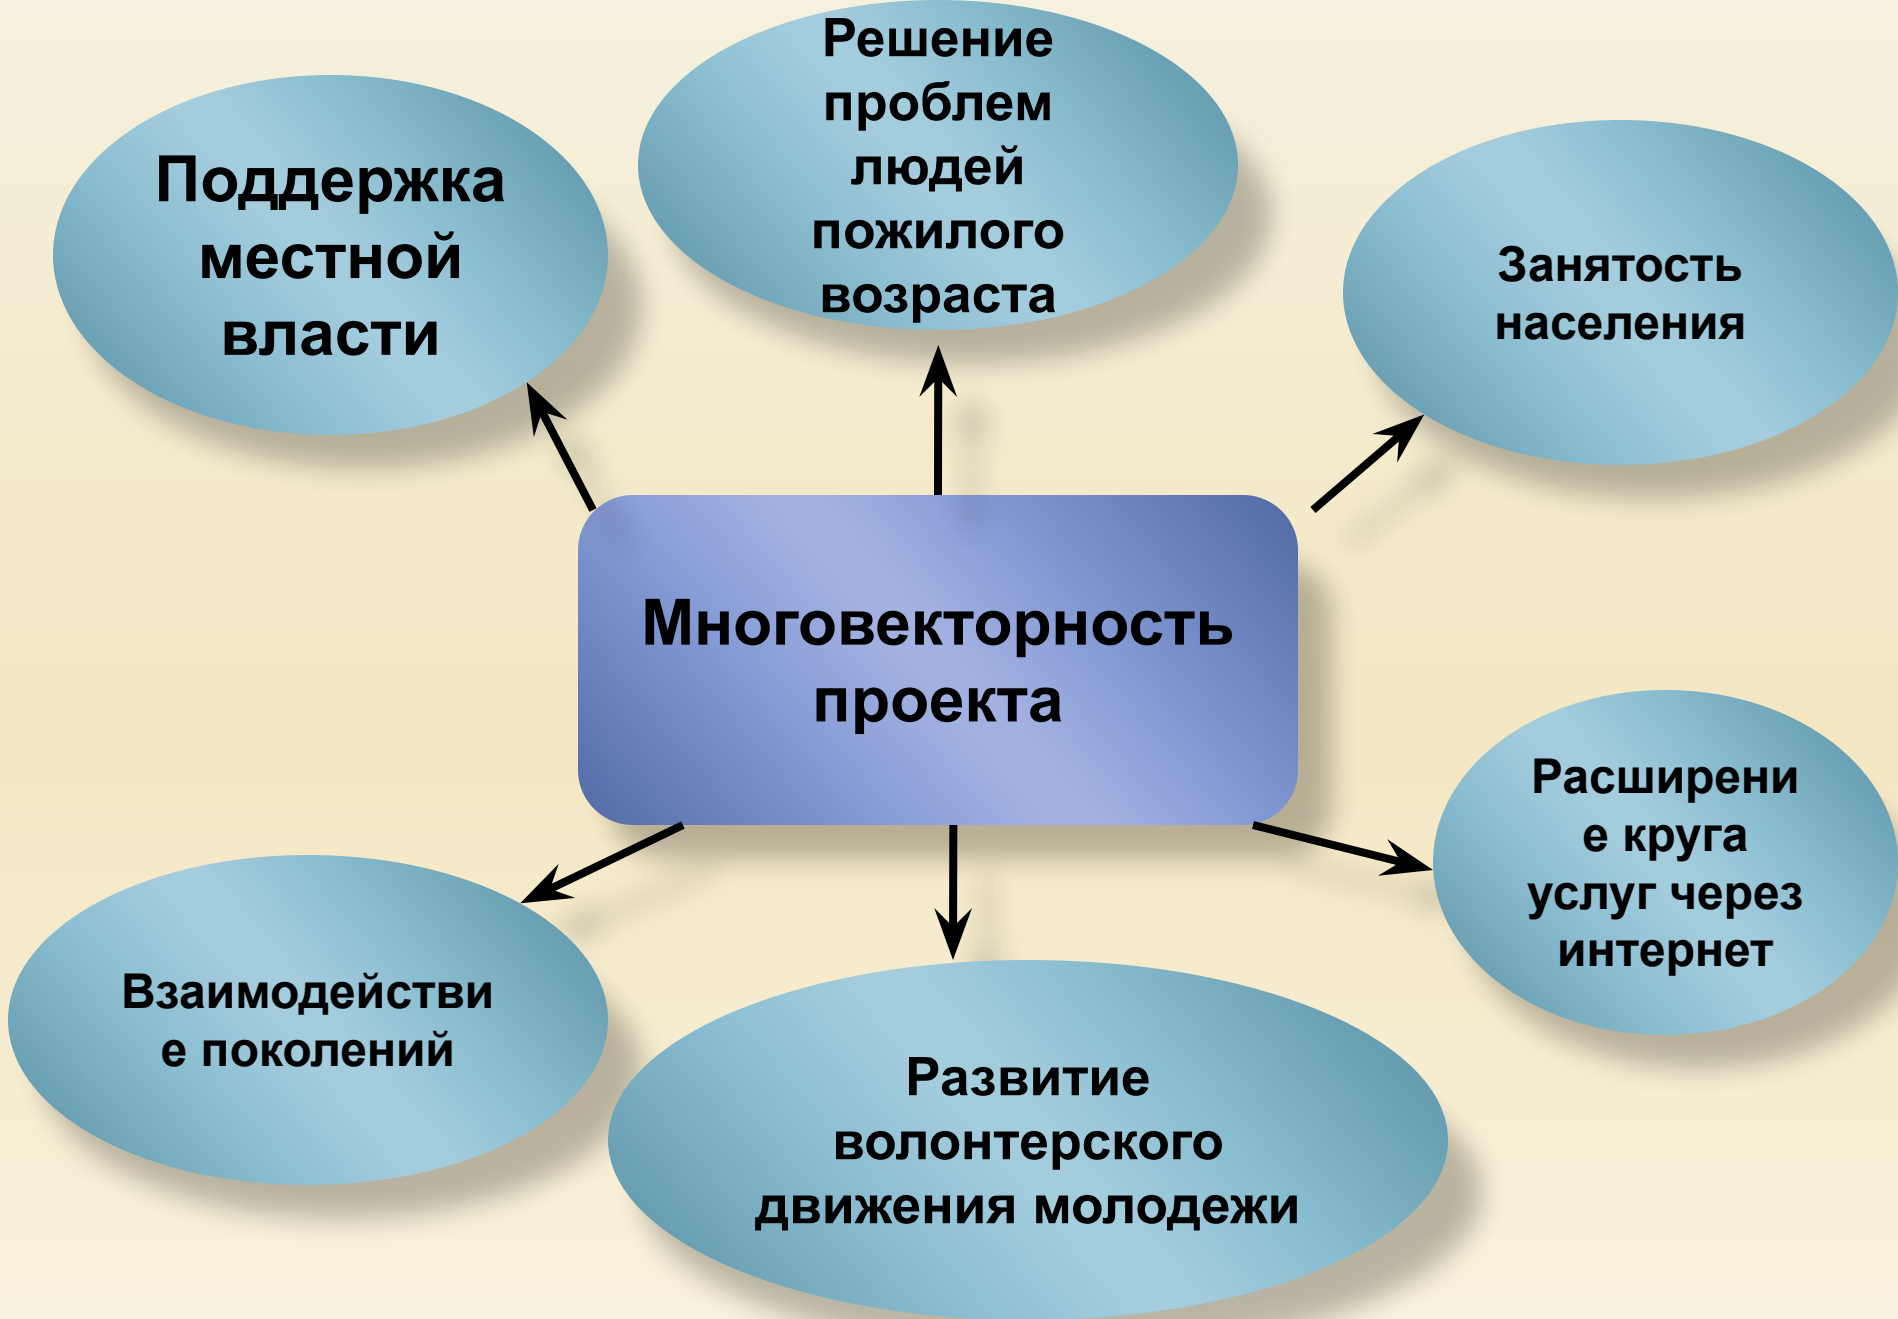 Решение
проблем
людей
пожилого
возраста
Поддержка
местной
власти
Занятость
населения
Многовекторность
проекта
Расширени
е круга
услуг через
интернет
Взаимодействи
е поколений
Развитие
волонтерского
движения молодежи